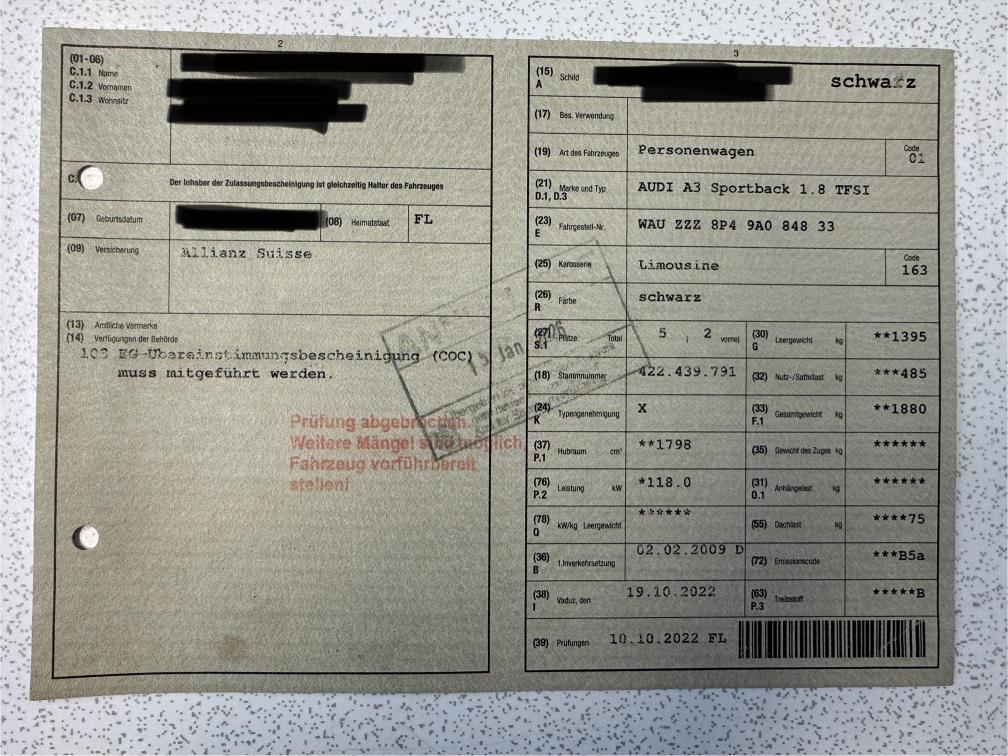 2
(01-06)
C.1.1 Name
C.1.2 Vornamen
C.1.3 Wohnsitz
C.
Der Inhaber der Zulassungsbescheinigung ist gleichzeitig Halter des Fahrzeuges
(07) Geburtsdatum
(08) Heimatstaat FL
(09) Versicherung Allianz Suisse
(13) Amtliche Vermerke
(14) Verfügungen der Behörde
103 EG-Übereinstimmungsbescheinigung (COC)
muss mitgeführt werden.
Prüfung abgebrochen.
Weitere Mängel sind möglich,
Fahrzeug vorführbereit
stellen!
15. Jan.
3
(15) A Schild schwarz
(17) Bes. Verwendung
(19) Art des Fahrzeuges Personenwagen Code 01
(21) D.1, D.3 Marke und Typ AUDI A3 Sportback 1.8 TFSI
(23) E Fahrgestell-Nr. WAU ZZZ 8P4 9A0 848 33
(25) Karosserie Limousine Code 163
(26) R Farbe schwarz
(27) S.1 Plätze: Total 5 ( 2 vorne) (30) G Leergewicht kg **1395
(18) Stammnummer 422.439.791 (32) Nutz-/Sattellast kg ***485
(24) K Typengenehmigung X (33) F.1 Gesamtgewicht kg **1880
(37) P.1 Hubraum cm³ **1798 (35) Gewicht des Zuges kg ******
(76) P.2 Leistung kW *118.0 (31) O.1 Anhängelast kg ******
(78) Q kW/kg Leergewicht ****** (55) Dachlast kg ****75
(36) B 1.Inverkehrsetzung 02.02.2009 D (72) Emissionscode ***B5a
(38) I Vaduz, den 19.10.2022 (63) P.3 Treibstoff *****B
(39) Prüfungen 10.10.2022 FL